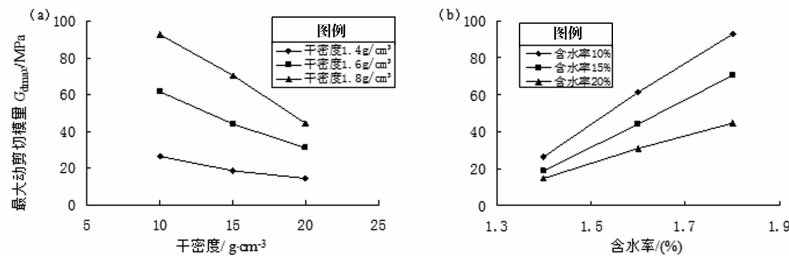 (a)
最大动剪切模量 Gdmax/MPa
100
80
60
40
20
0
图例
干密度1.4g/cm³
干密度1.6g/cm³
干密度1.8g/cm³
5 10 15 20 25
干密度/ g·cm-3
(b)
100
80
60
40
20
0
图例
含水率10%
含水率15%
含水率20%
1.3 1.5 1.7 1.9
含水率/(%)